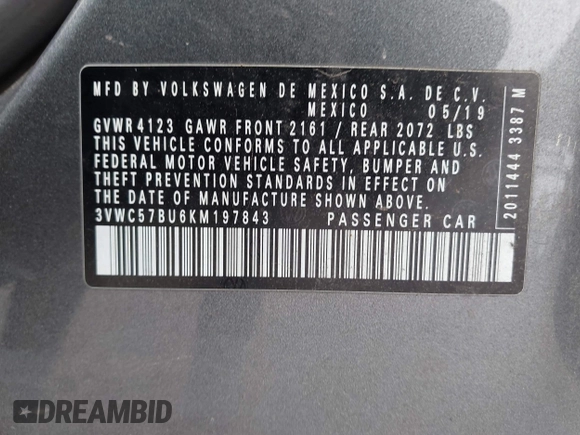 MFD BY VOLKSWAGEN DE MEXICO S.A. DE C.V.
MEXICO 05/19
GVWR 4123 GAWR FRONT 2161 / REAR 2072 LBS
THIS VEHICLE CONFORMS TO ALL APPLICABLE U.S.
FEDERAL MOTOR VEHICLE SAFETY, BUMPER AND
THEFT PREVENTION STANDARDS IN EFFECT ON
THE DATE OF MANUFACTURE SHOWN ABOVE.
3VWC57BU6KM197843 PASSENGER CAR
2011444 3387 M
DREAMBID